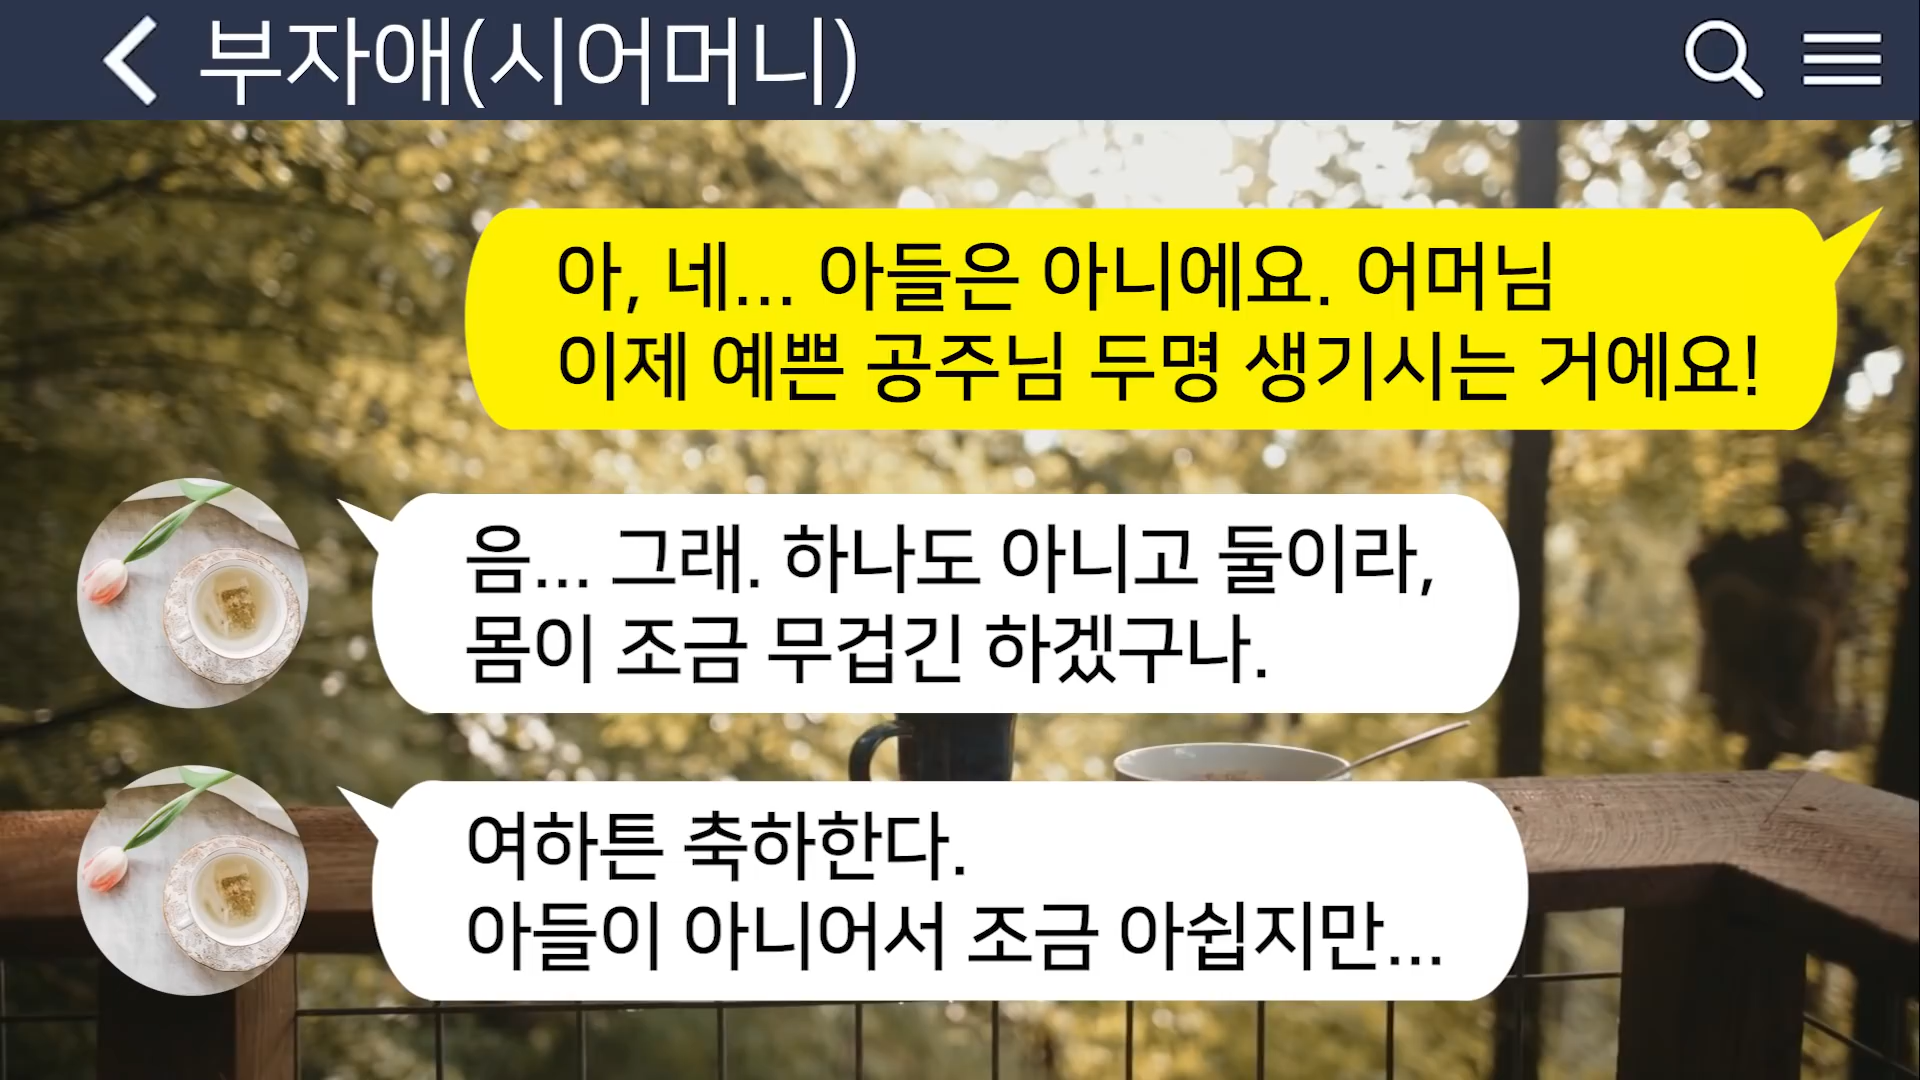 부자애(시어머니)
아, 네... 아들은 아니에요. 어머님
이제 예쁜 공주님 두명 생기시는 거에요!
음... 그래. 하나도 아니고 둘이라,
몸이 조금 무겁긴 하겠구나.
여하튼 축하한다.
아들이 아니어서 조금 아쉽지만...